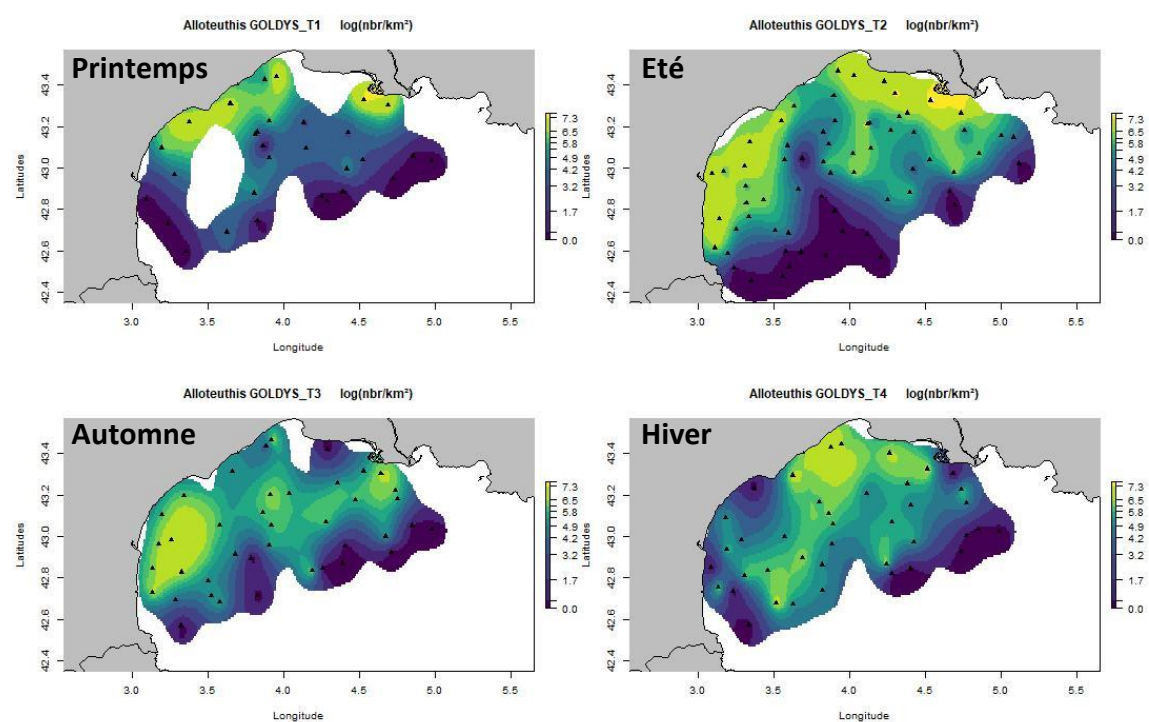 Alloteuthis GOLDYS_T1 log(nbr/km²)
Printemps
43.4
43.2
43.0
42.8
42.6
42.4
Latitudes
3.0 3.5 4.0 4.5 5.0 5.5
Longitude
7.3
6.5
5.8
4.9
3.2
1.7
0.0
Alloteuthis GOLDYS_T2 log(nbr/km²)
Eté
43.4
43.2
43.0
42.8
42.6
42.4
Latitudes
3.0 3.5 4.0 4.5 5.0 5.5
Longitude
7.3
6.5
5.8
4.9
3.2
1.7
0.0
Alloteuthis GOLDYS_T3 log(nbr/km²)
Automne
43.4
43.2
43.0
42.8
42.6
42.4
Latitudes
3.0 3.5 4.0 4.5 5.0 5.5
Longitude
7.3
6.5
5.8
4.9
3.2
1.7
0.0
Alloteuthis GOLDYS_T4 log(nbr/km²)
Hiver
43.4
43.2
43.0
42.8
42.6
42.4
Latitudes
3.0 3.5 4.0 4.5 5.0 5.5
Longitude
7.3
6.5
5.8
4.9
3.2
1.7
0.0